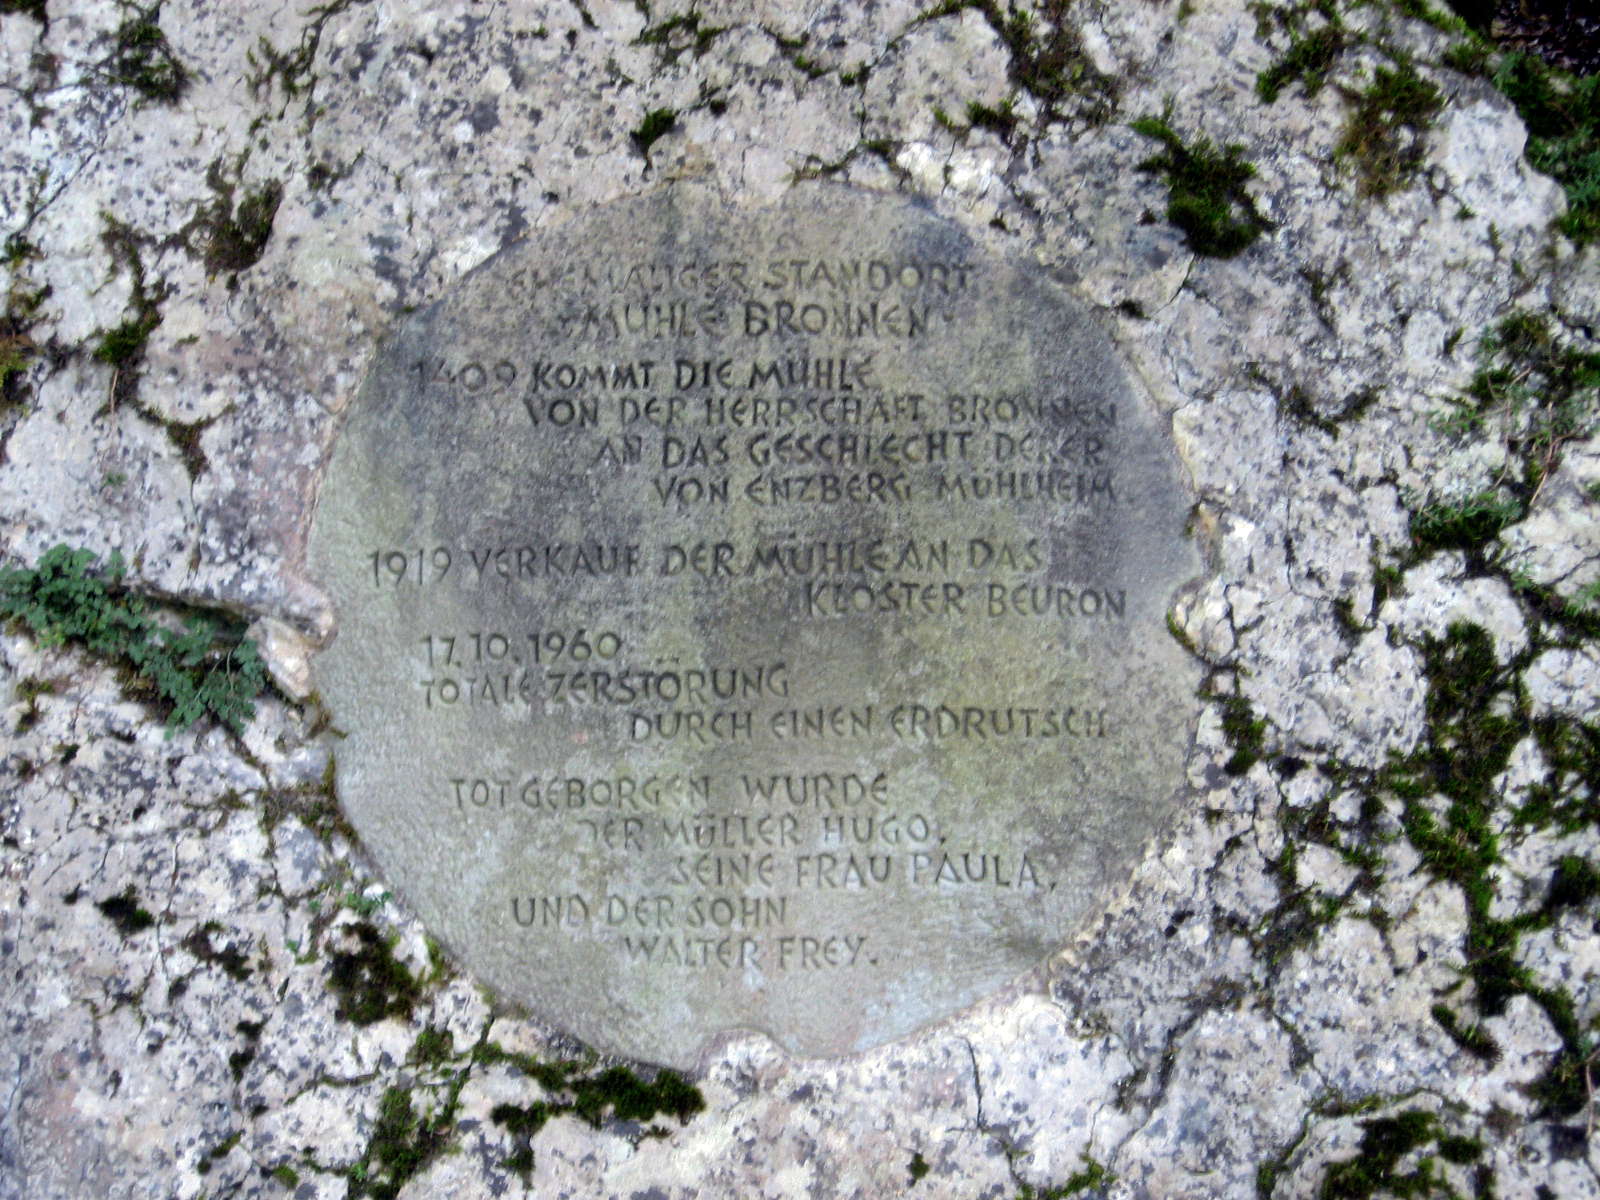 EHEMALIGER STANDORT
MÜHLE BRONNEN
1409 KOMMT DIE MÜHLE
VON DER HERRSCHAFT BRONNEN
AN DAS GESCHLECHT DERER
VON ENZBERG MÜHLHEIM
1919 VERKAUF DER MÜHLE AN DAS
KLOSTER BEURON
17.10.1960
TOTALE ZERSTÖRUNG
DURCH EINEN ERDRUTSCH
TOT GEBORGEN WURDE
DER MÜLLER HUGO,
SEINE FRAU PAULA,
UND DER SOHN
WALTER FREY.